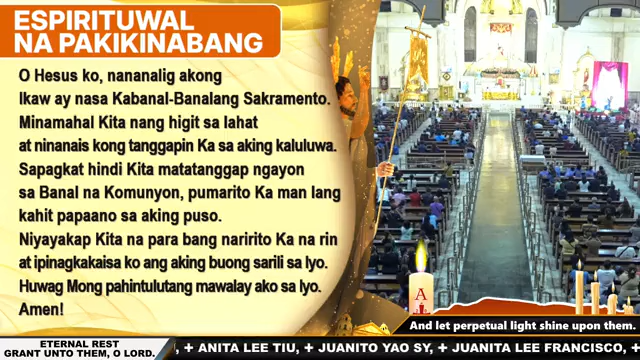 ESPIRITUWAL
NA PAKIKINABANG
O Hesus ko, nananalig akong
Ikaw ay nasa Kabanal-Banalang Sakramento.
Minamahal Kita nang higit sa lahat
at ninanais kong tanggapin Ka sa aking kaluluwa.
Sapagkat hindi Kita matatanggap ngayon
sa Banal na Komunyon, pumarito Ka man lang
kahit papaano sa aking puso.
Niyayakap Kita na para bang naririto Ka na rin
at ipinagkakaisa ko ang aking buong sarili sa Iyo.
Huwag Mong pahintulutang mawalay ako sa Iyo.
Amen!
A
And let perpetual light shine upon them.
ETERNAL REST
GRANT UNTO THEM, O LORD.
, + ANITA LEE TIU, + JUANITO YAO SY, + JUANITA LEE FRANCISCO, +